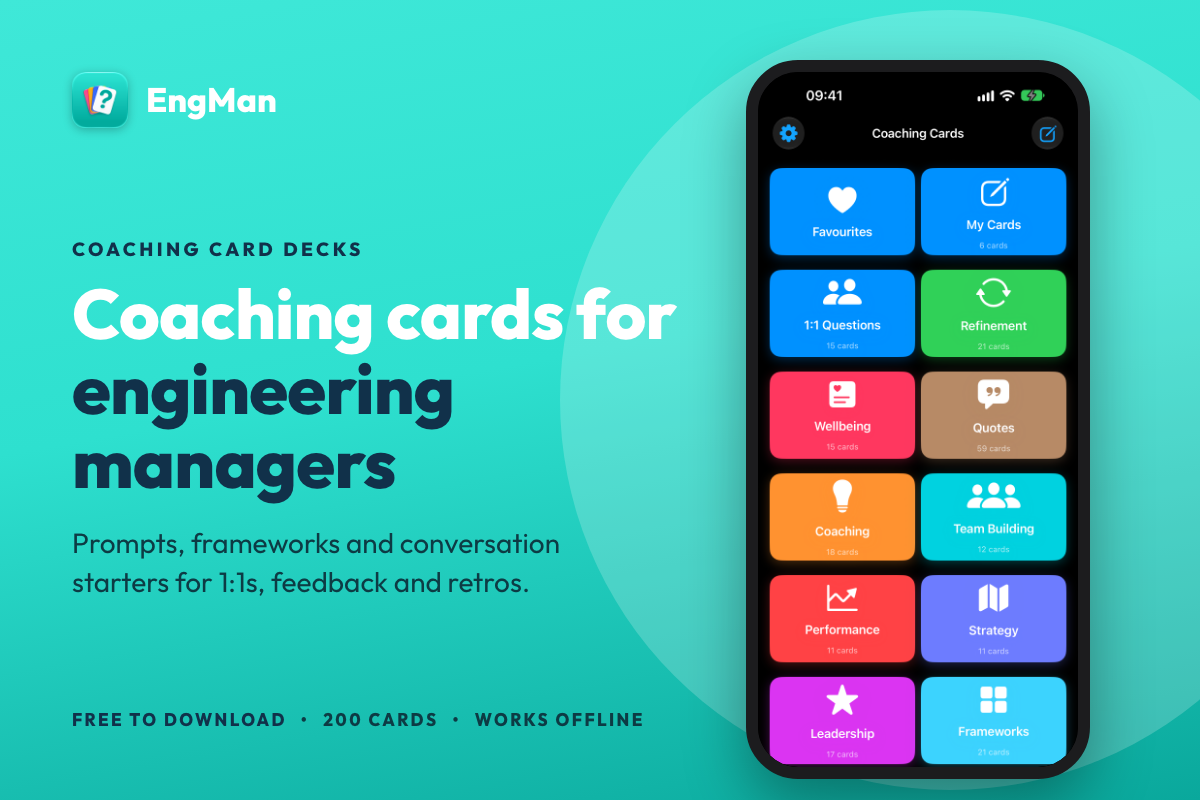 EngMan
COACHING CARD DECKS
Coaching cards for
engineering
managers
Prompts, frameworks and conversation
starters for 1:1s, feedback and retros.
FREE TO DOWNLOAD • 200 CARDS • WORKS OFFLINE
09:41
Coaching Cards
Favourites
My Cards
6 cards
1:1 Questions
15 cards
Refinement
21 cards
Wellbeing
15 cards
Quotes
59 cards
Coaching
16 cards
Team Building
12 cards
Performance
11 cards
Strategy
11 cards
Leadership
17 cards
Frameworks
21 cards